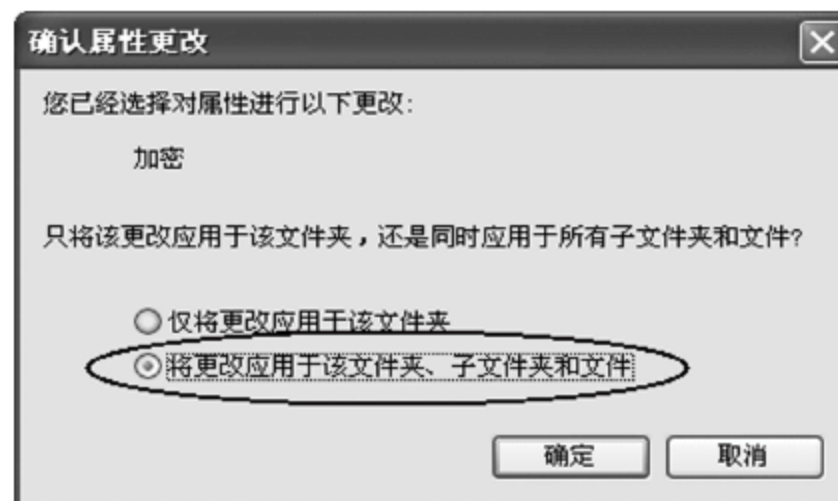 确认属性更改
您已经选择对属性进行以下更改:
加密
只将该更改应用于该文件夹，还是同时应用于所有子文件夹和文件?
仅将更改应用于该文件夹
将更改应用于该文件夹、子文件夹和文件
确定 取消